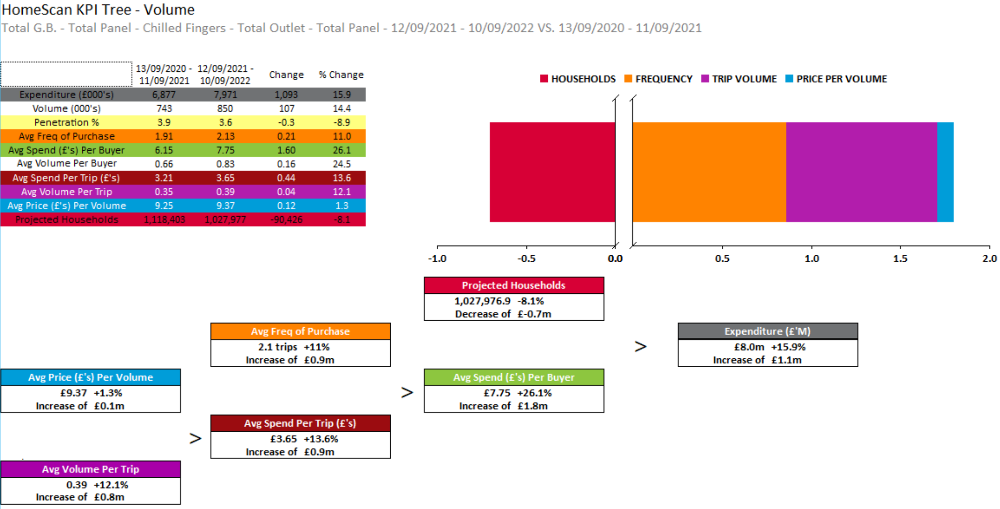 HomeScan KPI Tree - Volume
Total G.B. - Total Panel - Chilled Fingers - Total Outlet - Total Panel - 12/09/2021 - 10/09/2022 VS. 13/09/2020 - 11/09/2021
13/09/2020 - 11/09/2021 12/09/2021 - 10/09/2022 Change % Change
Expenditure (£000's) 6,877 7,971 1,093 15.9
Volume (000's) 743 850 107 14.4
Penetration % 3.9 3.6 -0.3 -8.9
Avg Freq of Purchase 1.91 2.13 0.21 11.0
Avg Spend (£'s) Per Buyer 6.15 7.75 1.60 26.1
Avg Volume Per Buyer 0.66 0.83 0.16 24.5
Avg Spend Per Trip (£'s) 3.21 3.65 0.44 13.6
Avg Volume Per Trip 0.35 0.39 0.04 12.1
Avg Price (£'s) Per Volume 9.25 9.37 0.12 1.3
Projected Households 1,118,403 1,027,977 -90,426 -8.1
HOUSEHOLDS FREQUENCY TRIP VOLUME PRICE PER VOLUME
-1.0 -0.5 0.0 0.5 1.0 1.5 2.0
Projected Households
1,027,976.9 -8.1%
Decrease of £-0.7m
Avg Freq of Purchase
2.1 trips +11%
Increase of £0.9m
>
Expenditure (£'M)
£8.0m +15.9%
Increase of £1.1m
Avg Price (£'s) Per Volume
£9.37 +1.3%
Increase of £0.1m
>
Avg Spend (£'s) Per Buyer
£7.75 +26.1%
Increase of £1.8m
>
Avg Spend Per Trip (£'s)
£3.65 +13.6%
Increase of £0.9m
Avg Volume Per Trip
0.39 +12.1%
Increase of £0.8m